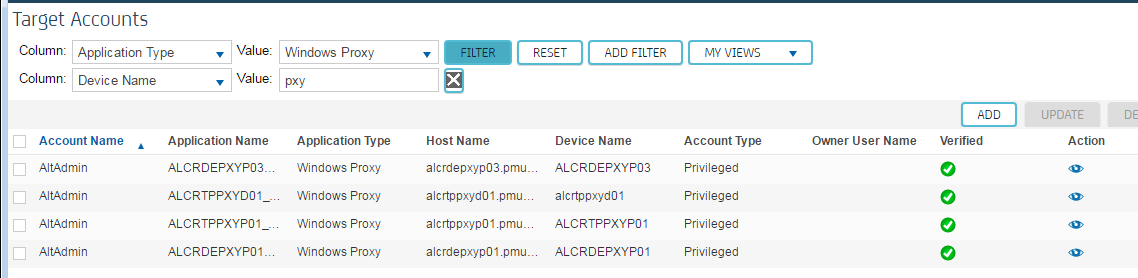 Target Accounts
Column: Application Type Value: Windows Proxy FILTER RESET ADD FILTER MY VIEWS
Column: Device Name Value: pxy
ADD UPDATE DE
Account Name Application Name Application Type Host Name Device Name Account Type Owner User Name Verified Action
AltAdmin ALCRDEPXYP03... Windows Proxy alcrdepxyp03.pmu... ALCRDEPXYP03 Privileged
AltAdmin ALCRTPPXYD01_... Windows Proxy alcrtppxyd01.pmu... alcrtppxyd01 Privileged
AltAdmin ALCRTPPXYP01_... Windows Proxy alcrtppxyp01.pmu... ALCRTPPXYP01 Privileged
AltAdmin ALCRDEPXYP01... Windows Proxy alcrdepxyp01.pmu... ALCRDEPXYP01 Privileged